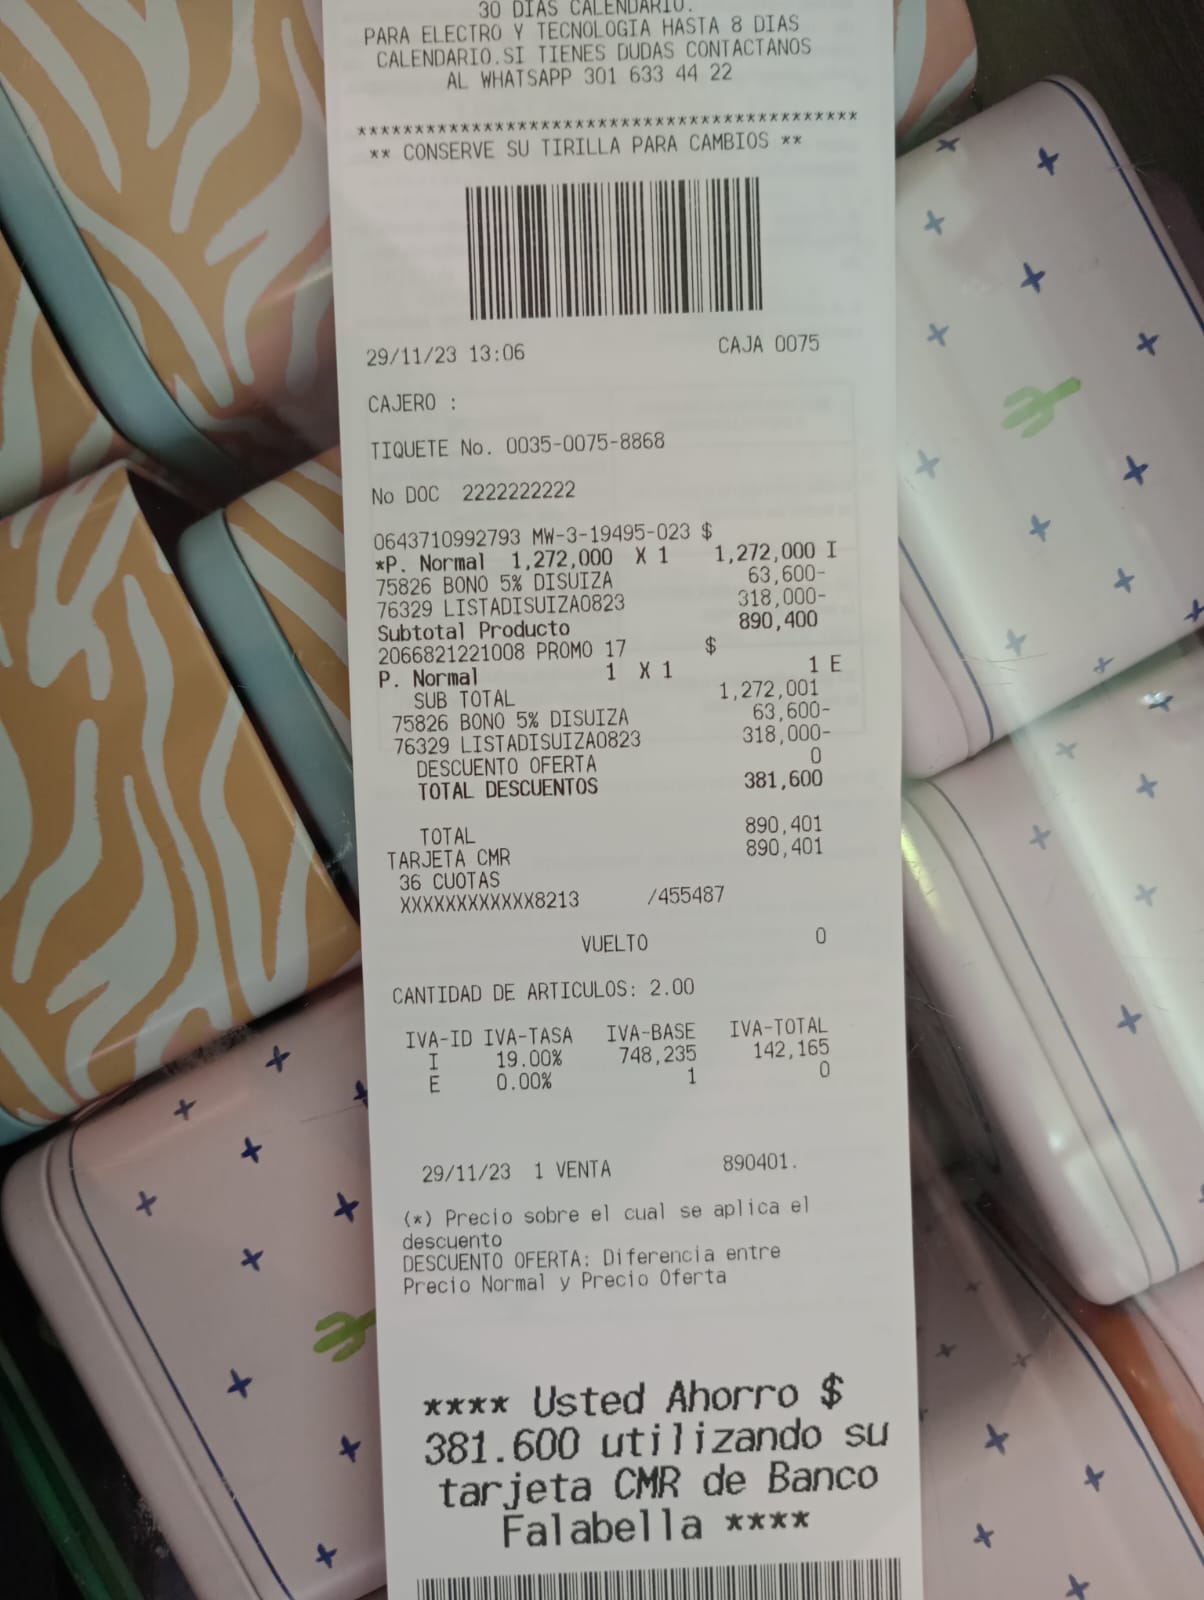 30 DIAS CALENDARIO.
PARA ELECTRO Y TECNOLOGIA HASTA 8 DIAS
CALENDARIO.SI TIENES DUDAS CONTACTANOS
AL WHATSAPP 301 633 44 22
********************************************
** CONSERVE SU TIRILLA PARA CAMBIOS **
29/11/23 13:06 CAJA 0075
CAJERO :
TIQUETE No. 0035-0075-8868
No DOC 2222222222
0643710992793 MW-3-19495-023 $
*P. Normal 1,272,000 X 1 1,272,000 I
75826 BONO 5% DISUIZA 63,600-
76329 LISTADISUIZA0823 318,000-
Subtotal Producto 890,400
2066821221008 PROMO 17 $
P. Normal 1 X 1 1 E
SUB TOTAL 1,272,001
75826 BONO 5% DISUIZA 63,600-
76329 LISTADISUIZA0823 318,000-
DESCUENTO OFERTA 0
TOTAL DESCUENTOS 381,600
TOTAL 890,401
TARJETA CMR 890,401
36 CUOTAS
XXXXXXXXXXXX8213 /455487
VUELTO 0
CANTIDAD DE ARTICULOS: 2.00
IVA-ID IVA-TASA IVA-BASE IVA-TOTAL
I 19.00% 748,235 142,165
E 0.00% 1 0
29/11/23 1 VENTA 890401.
(*) Precio sobre el cual se aplica el
descuento
DESCUENTO OFERTA: Diferencia entre
Precio Normal y Precio Oferta
**** Usted Ahorro $
381.600 utilizando su
tarjeta CMR de Banco
Falabella ****